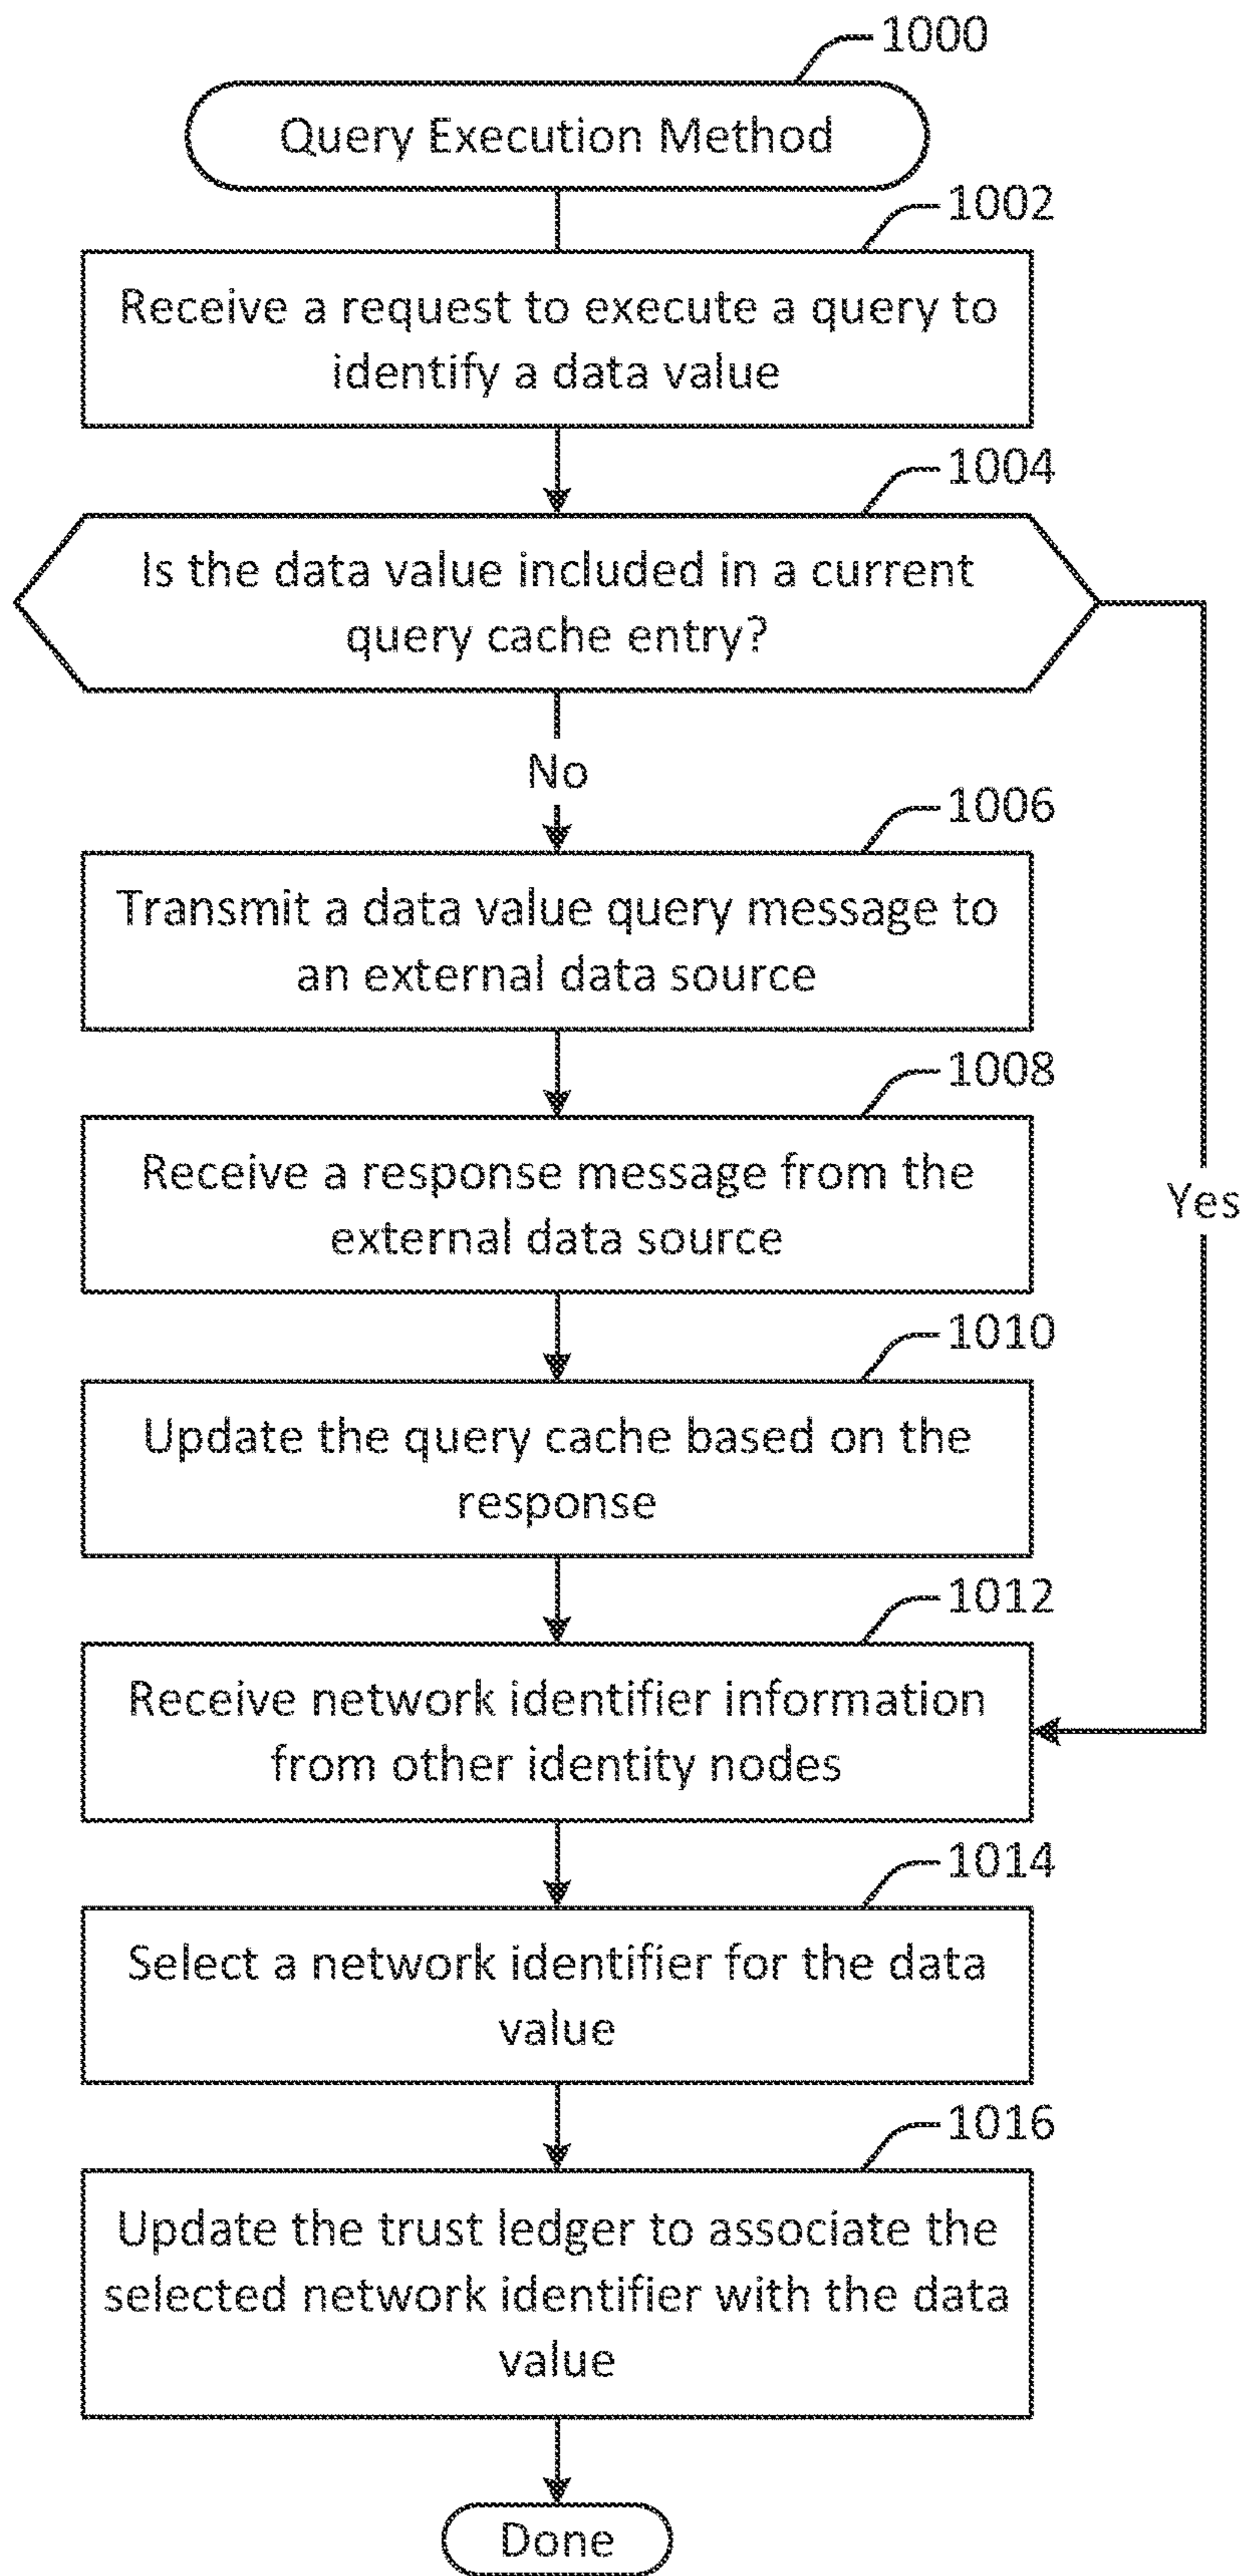 1000
Query Execution Method
1002
Receive a request to execute a query to
identify a data value
1004
Is the data value included in a current
query cache entry?
No
1006
Transmit a data value query message to
an external data source
1008
Receive a response message from the
external data source
Yes
1010
Update the query cache based on the
response
1012
Receive network identifier information
from other identity nodes
1014
Select a network identifier for the data
value
1016
Update the trust ledger to associate the
selected network identifier with the data
value
Done